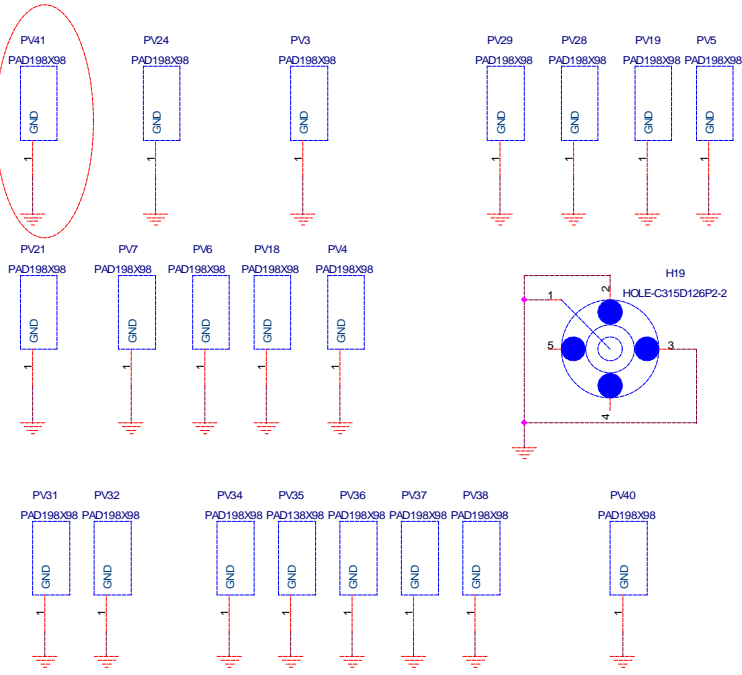 PV41 PV24 PV3 PV29 PV28 PV19 PV5
PAD198X98 PAD198X98 PAD198X98 PAD198X98 PAD198X98 PAD198X98 PAD198X98
GND GND GND GND GND GND GND
1 1 1 1 1 1 1
PV21 PV7 PV6 PV18 PV4
PAD198X98 PAD198X98 PAD198X98 PAD198X98 PAD198X98
GND GND GND GND GND
1 1 1 1 1
H19
HOLE-C315D126P2-2
1 2
5 3
4
PV31 PV32 PV34 PV35 PV36 PV37 PV38 PV40
PAD198X98 PAD198X98 PAD198X98 PAD138X98 PAD198X98 PAD198X98 PAD198X98 PAD198X98
GND GND GND GND GND GND GND GND
1 1 1 1 1 1 1 1